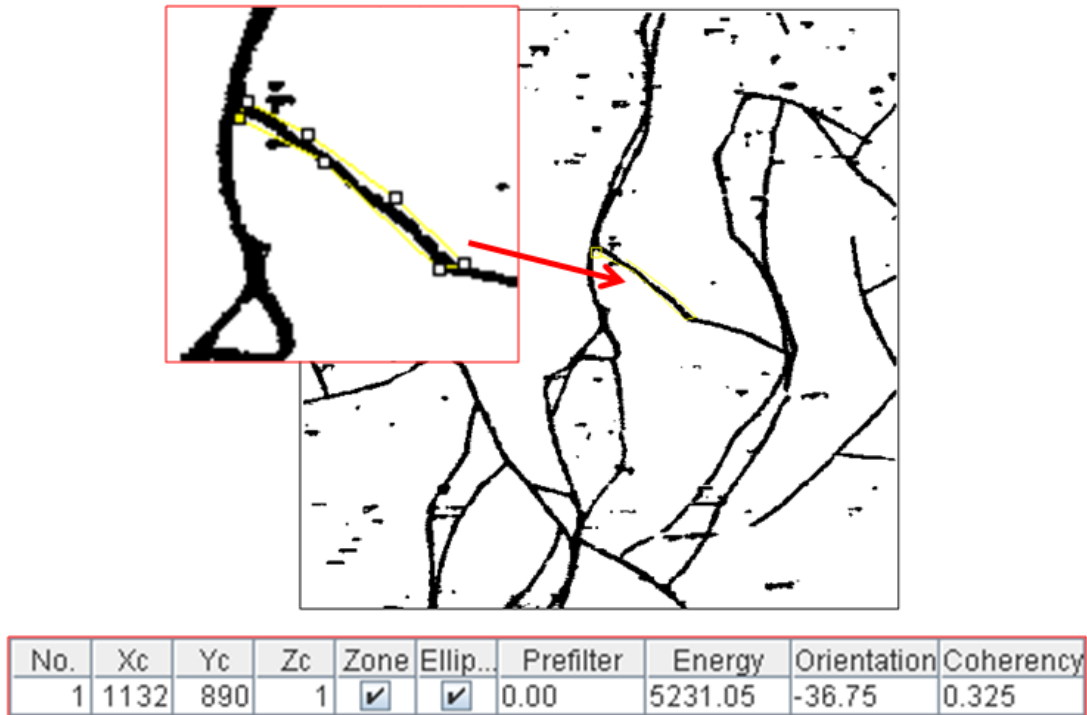 No. Xc Yc Zc Zone Ellip... Prefilter Energy Orientation Coherency
1 1132 890 1 ✔ ✔ 0.00 5231.05 -36.75 0.325